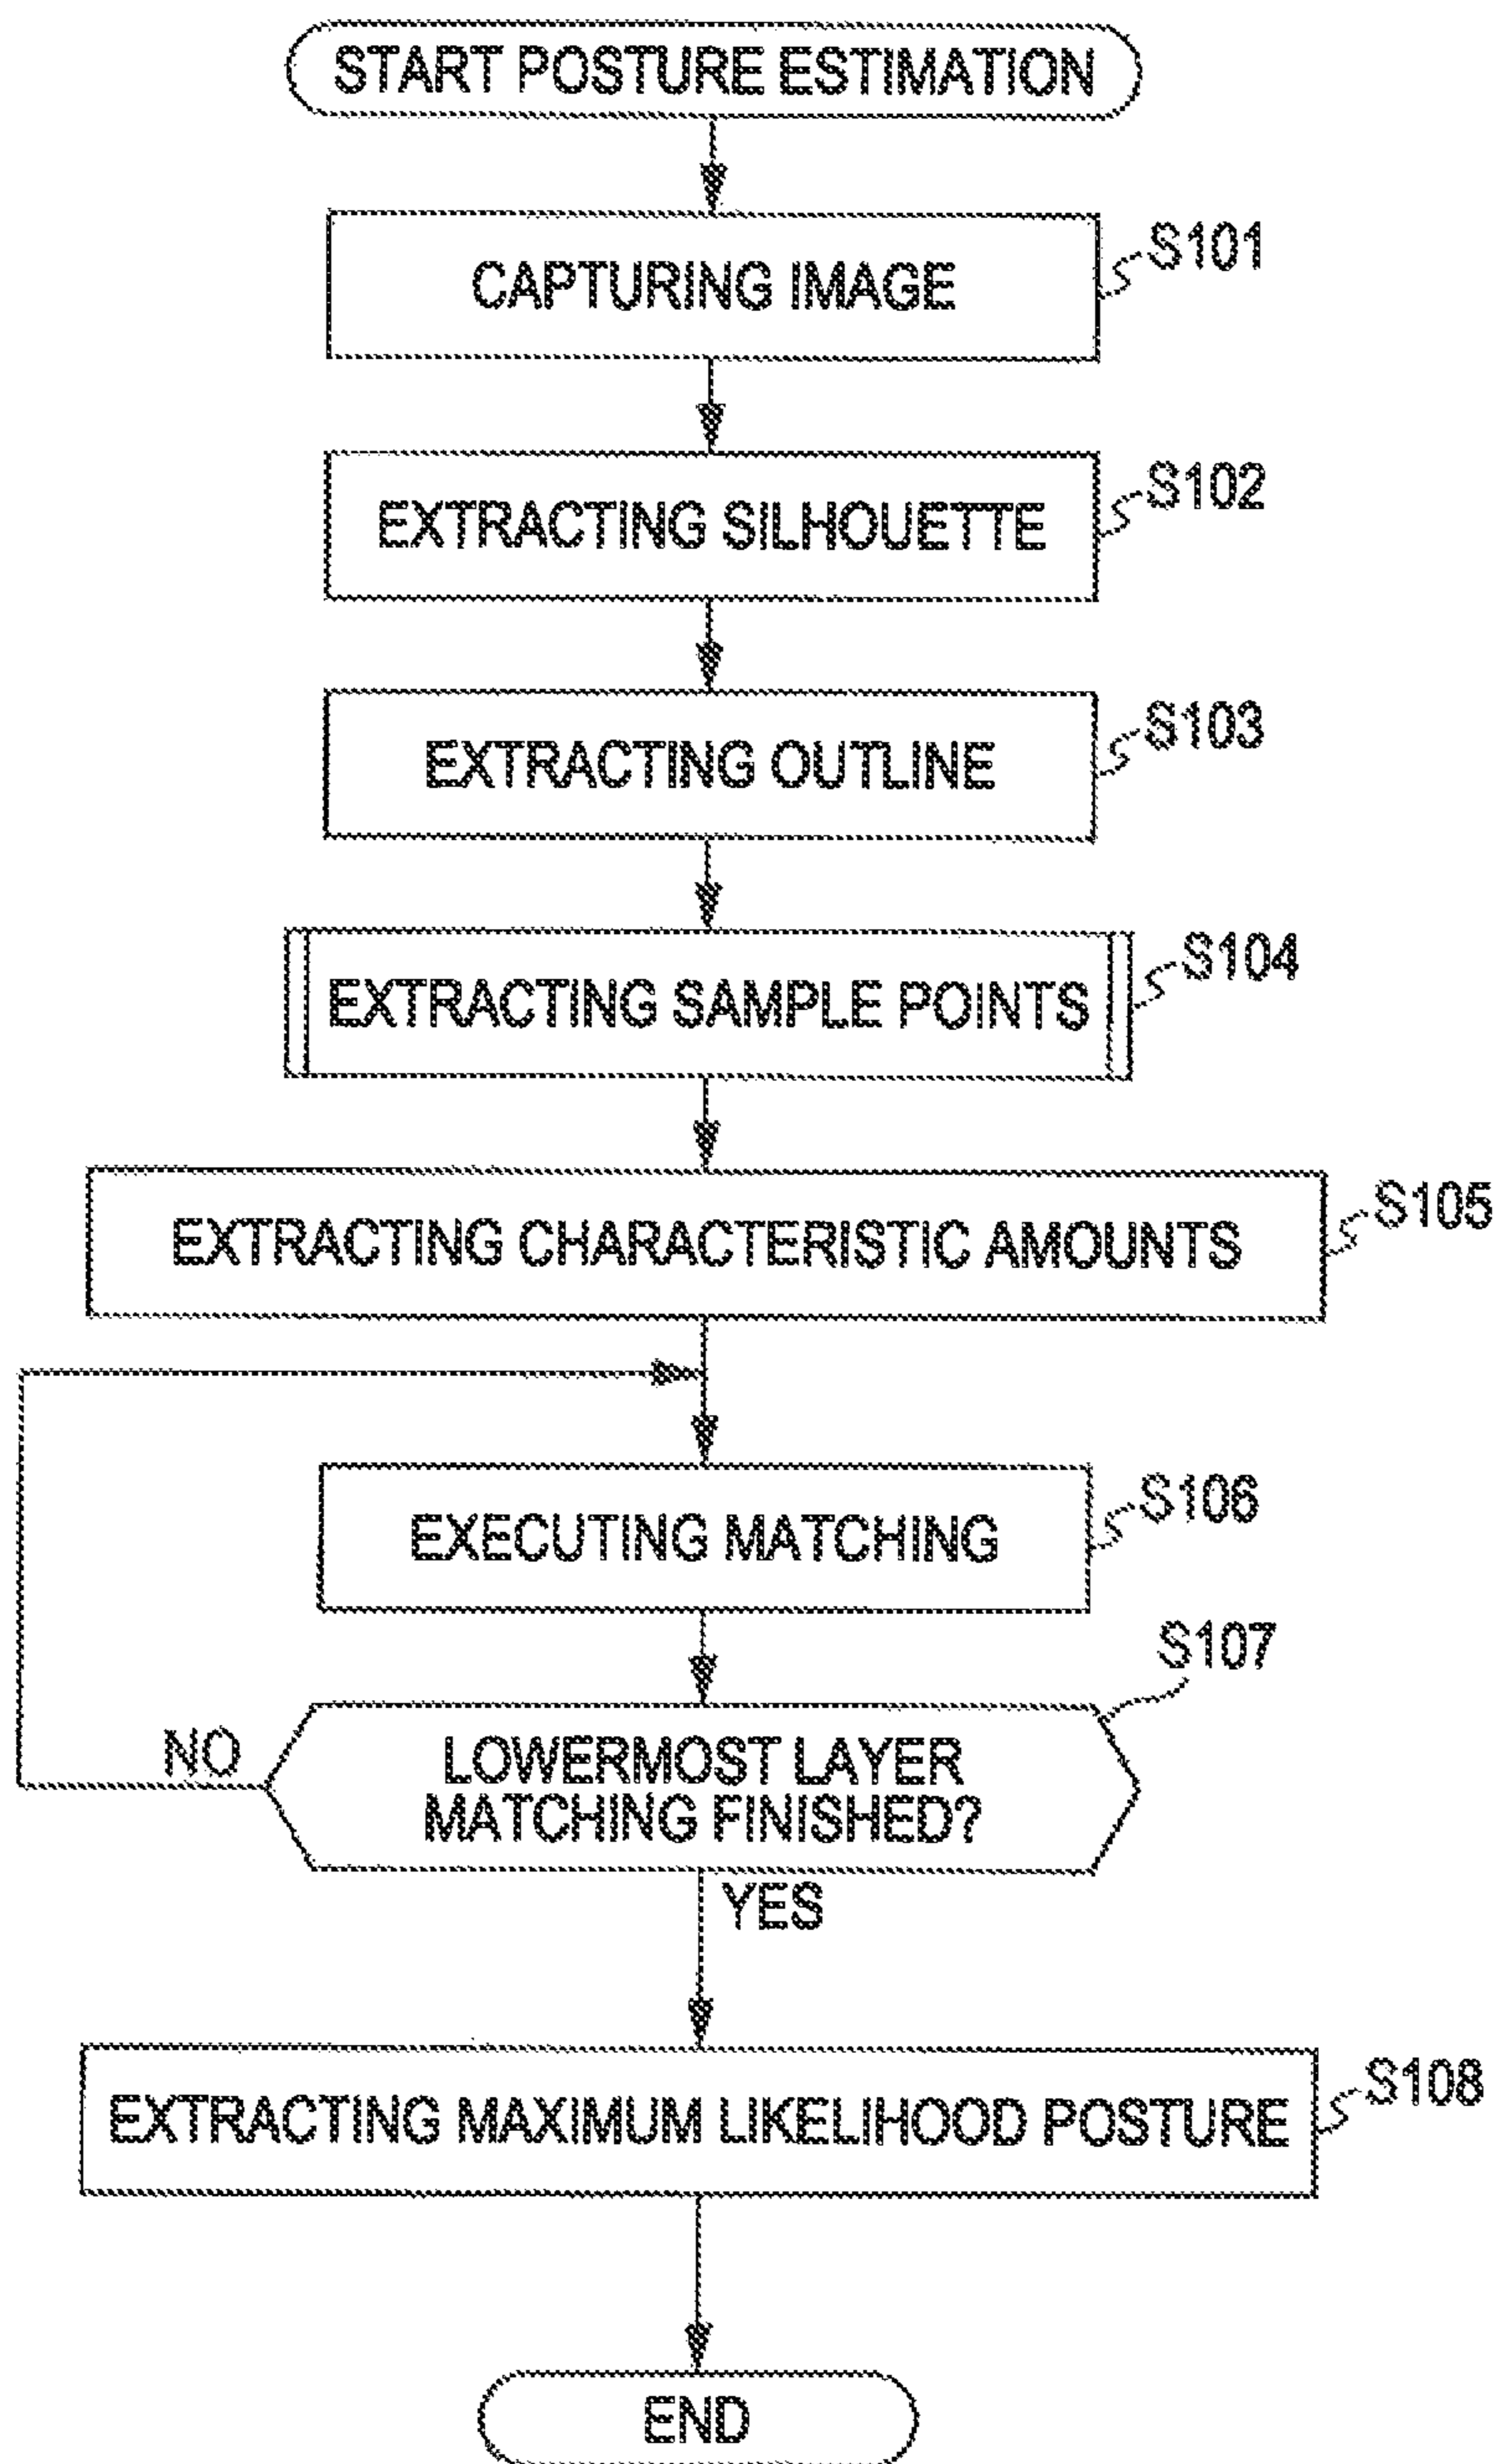 START POSTURE ESTIMATION
CAPTURING IMAGE
S101
EXTRACTING SILHOUETTE
S102
EXTRACTING OUTLINE
S103
EXTRACTING SAMPLE POINTS
S104
EXTRACTING CHARACTERISTIC AMOUNTS
S105
EXECUTING MATCHING
S106
S107
NO
LOWERMOST LAYER
MATCHING FINISHED?
YES
EXTRACTING MAXIMUM LIKELIHOOD POSTURE
S108
END